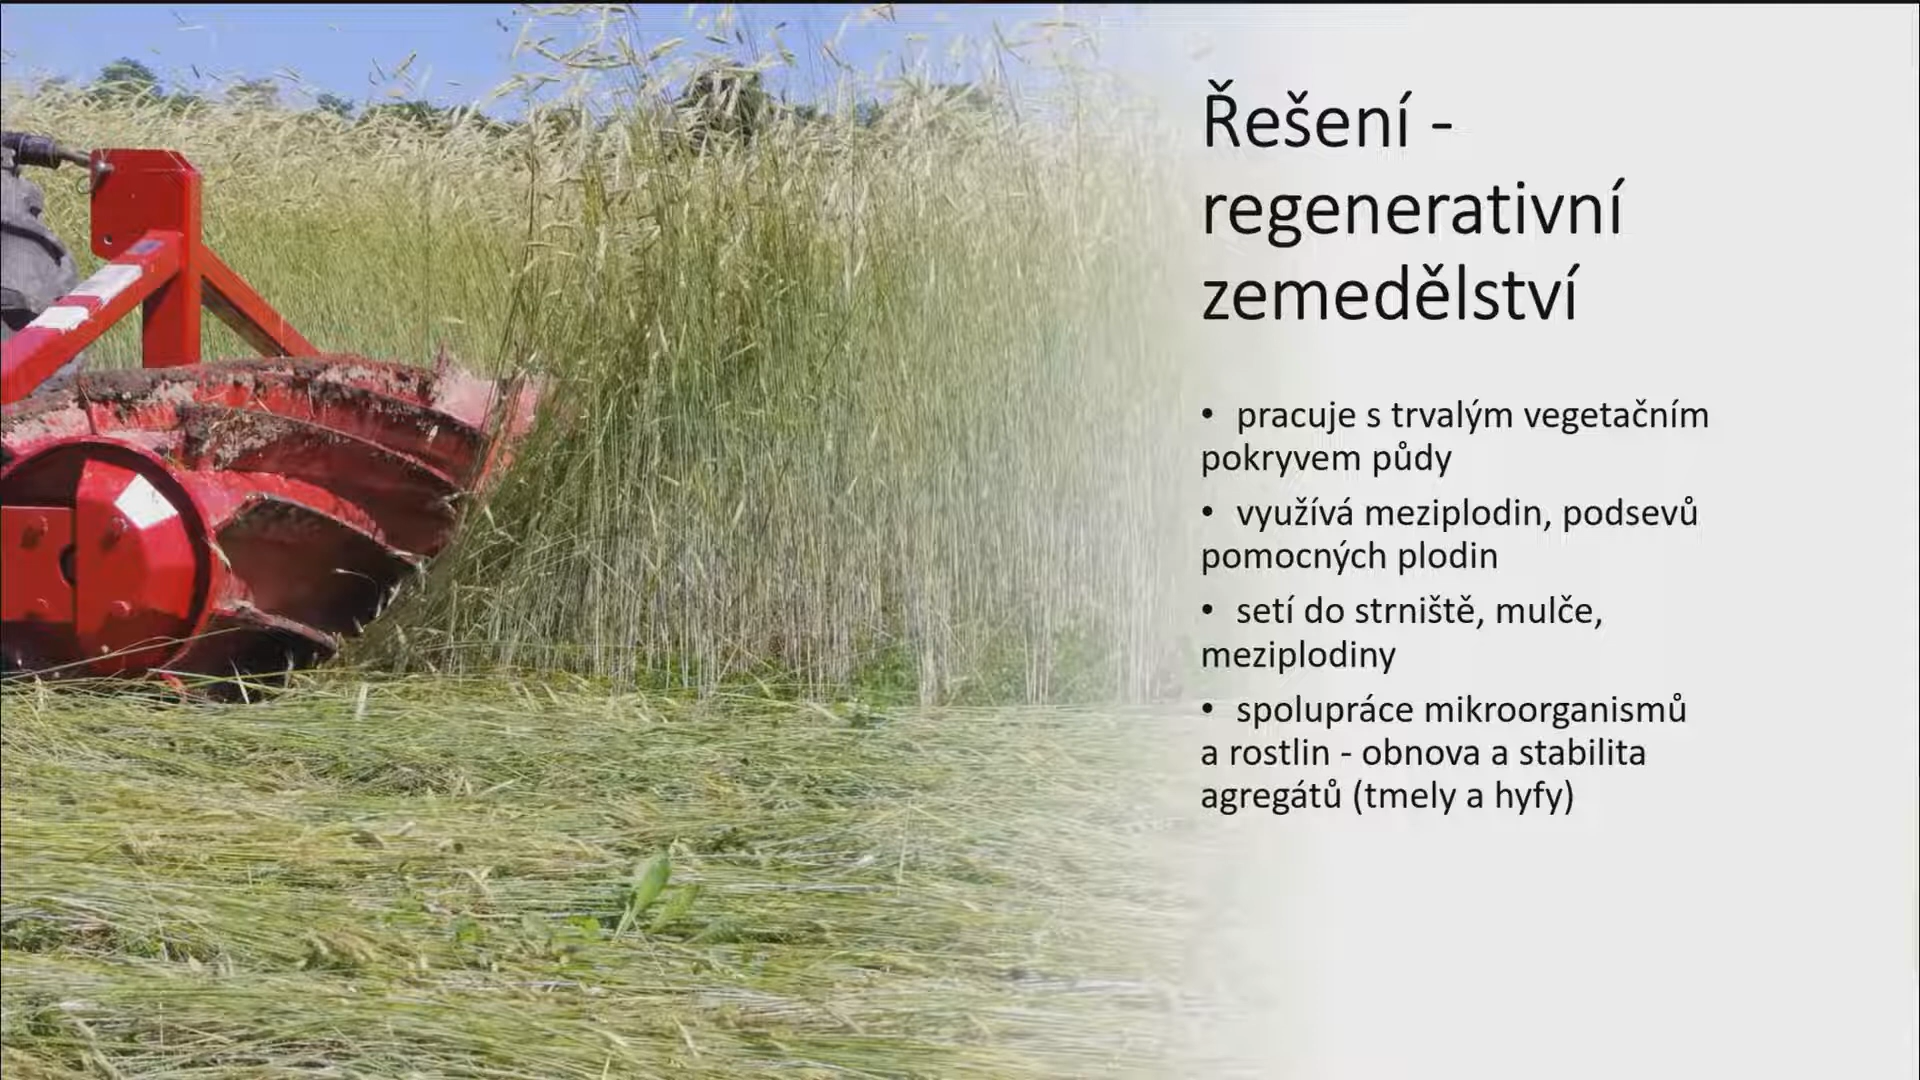 Řešení -
regenerativní
zemedělství
• pracuje s trvalým vegetačním
pokryvem půdy
• využívá meziplodin, podsevů
pomocných plodin
• setí do strniště, mulče,
meziplodiny
• spolupráce mikroorganismů
a rostlin - obnova a stabilita
agregátů (tmely a hyfy)